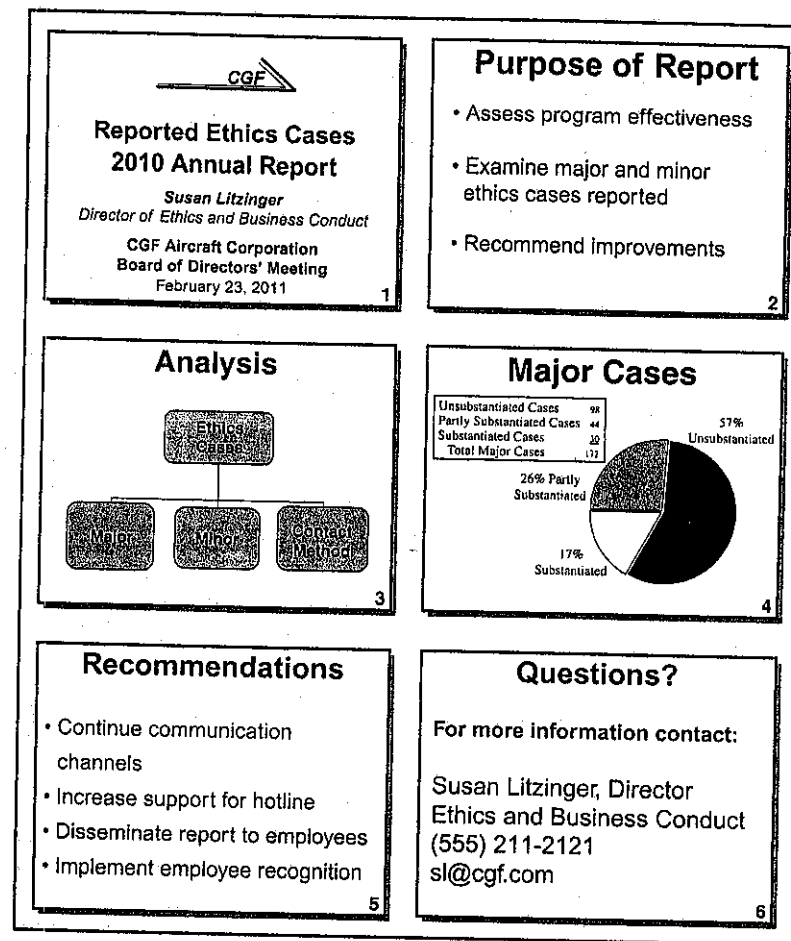 CGF
Reported Ethics Cases
2010 Annual Report
Susan Litzinger
Director of Ethics and Business Conduct
CGF Aircraft Corporation
Board of Directors' Meeting
February 23, 2011
1
Purpose of Report
• Assess program effectiveness
• Examine major and minor
ethics cases reported
• Recommend improvements
2
Analysis
Ethics
Cases
Major
Minor
Contact
Method
3
Major Cases
Unsubstantiated Cases 98
Partly Substantiated Cases 44
Substantiated Cases
Total Major Cases
57%
Unsubstantiated
26% Partly
Substantiated
17%
Substantiated
4
Recommendations
• Continue communication
channels
• Increase support for hotline
• Disseminate report to employees
• Implement employee recognition
5
Questions?
For more information contact:
Susan Litzinger, Director
Ethics and Business Conduct
(555) 211-2121
sl@cgf.com
6